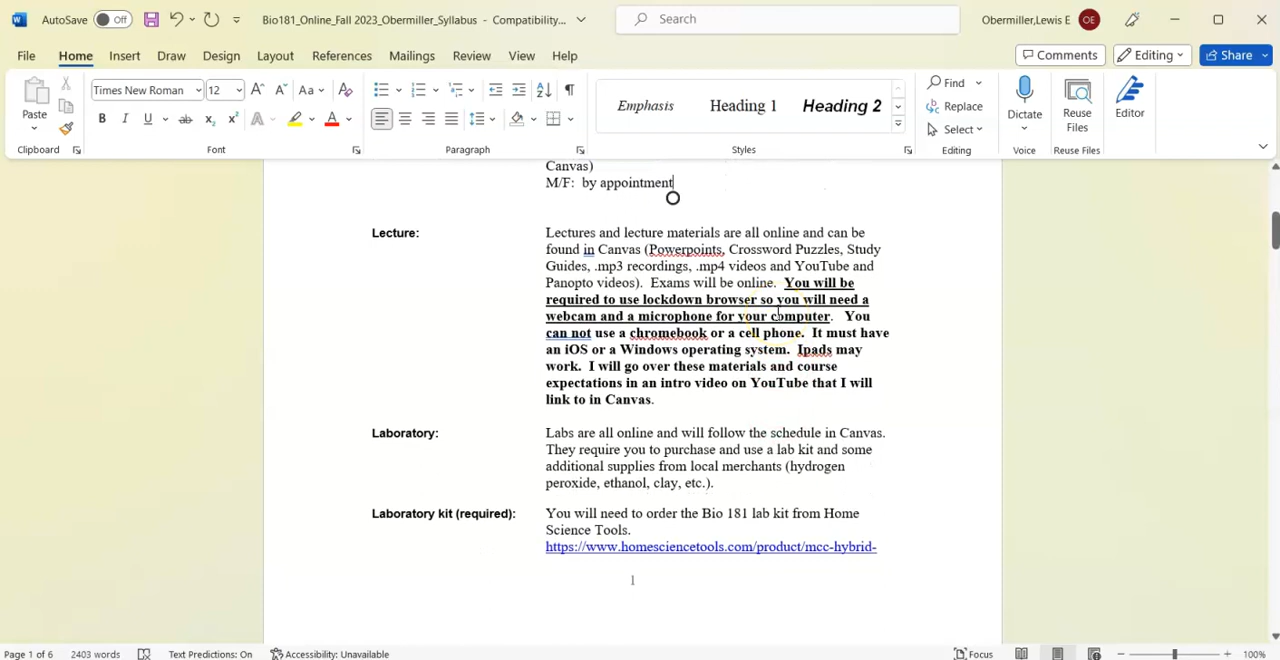 AutoSave Off Bio181_Online_Fall 2023_Obermiller_Syllabus - Compatibility... Search Obermiller,Lewis E OE
File Home Insert Draw Design Layout References Mailings Review View Help Comments Editing Share
Paste Times New Roman 12 Aa Emphasis Heading 1 Heading 2 Find Replace Select Dictate Reuse Files Editor
Clipboard Font Paragraph Styles Editing Voice Reuse Files
Canvas)
M/F: by appointment
Lecture: Lectures and lecture materials are all online and can be
found in Canvas (Powerpoints, Crossword Puzzles, Study
Guides, .mp3 recordings, .mp4 videos and YouTube and
Panopto videos). Exams will be online. You will be
required to use lockdown browser so you will need a
webcam and a microphone for your computer. You
can not use a chromebook or a cell phone. It must have
an iOS or a Windows operating system. Ipads may
work. I will go over these materials and course
expectations in an intro video on YouTube that I will
link to in Canvas.
Laboratory: Labs are all online and will follow the schedule in Canvas.
They require you to purchase and use a lab kit and some
additional supplies from local merchants (hydrogen
peroxide, ethanol, clay, etc.).
Laboratory kit (required): You will need to order the Bio 181 lab kit from Home
Science Tools.
https://www.homesciencetools.com/product/mcc-hybrid-
1
Page 1 of 6 2403 words Text Predictions: On Accessibility: Unavailable Focus 100%